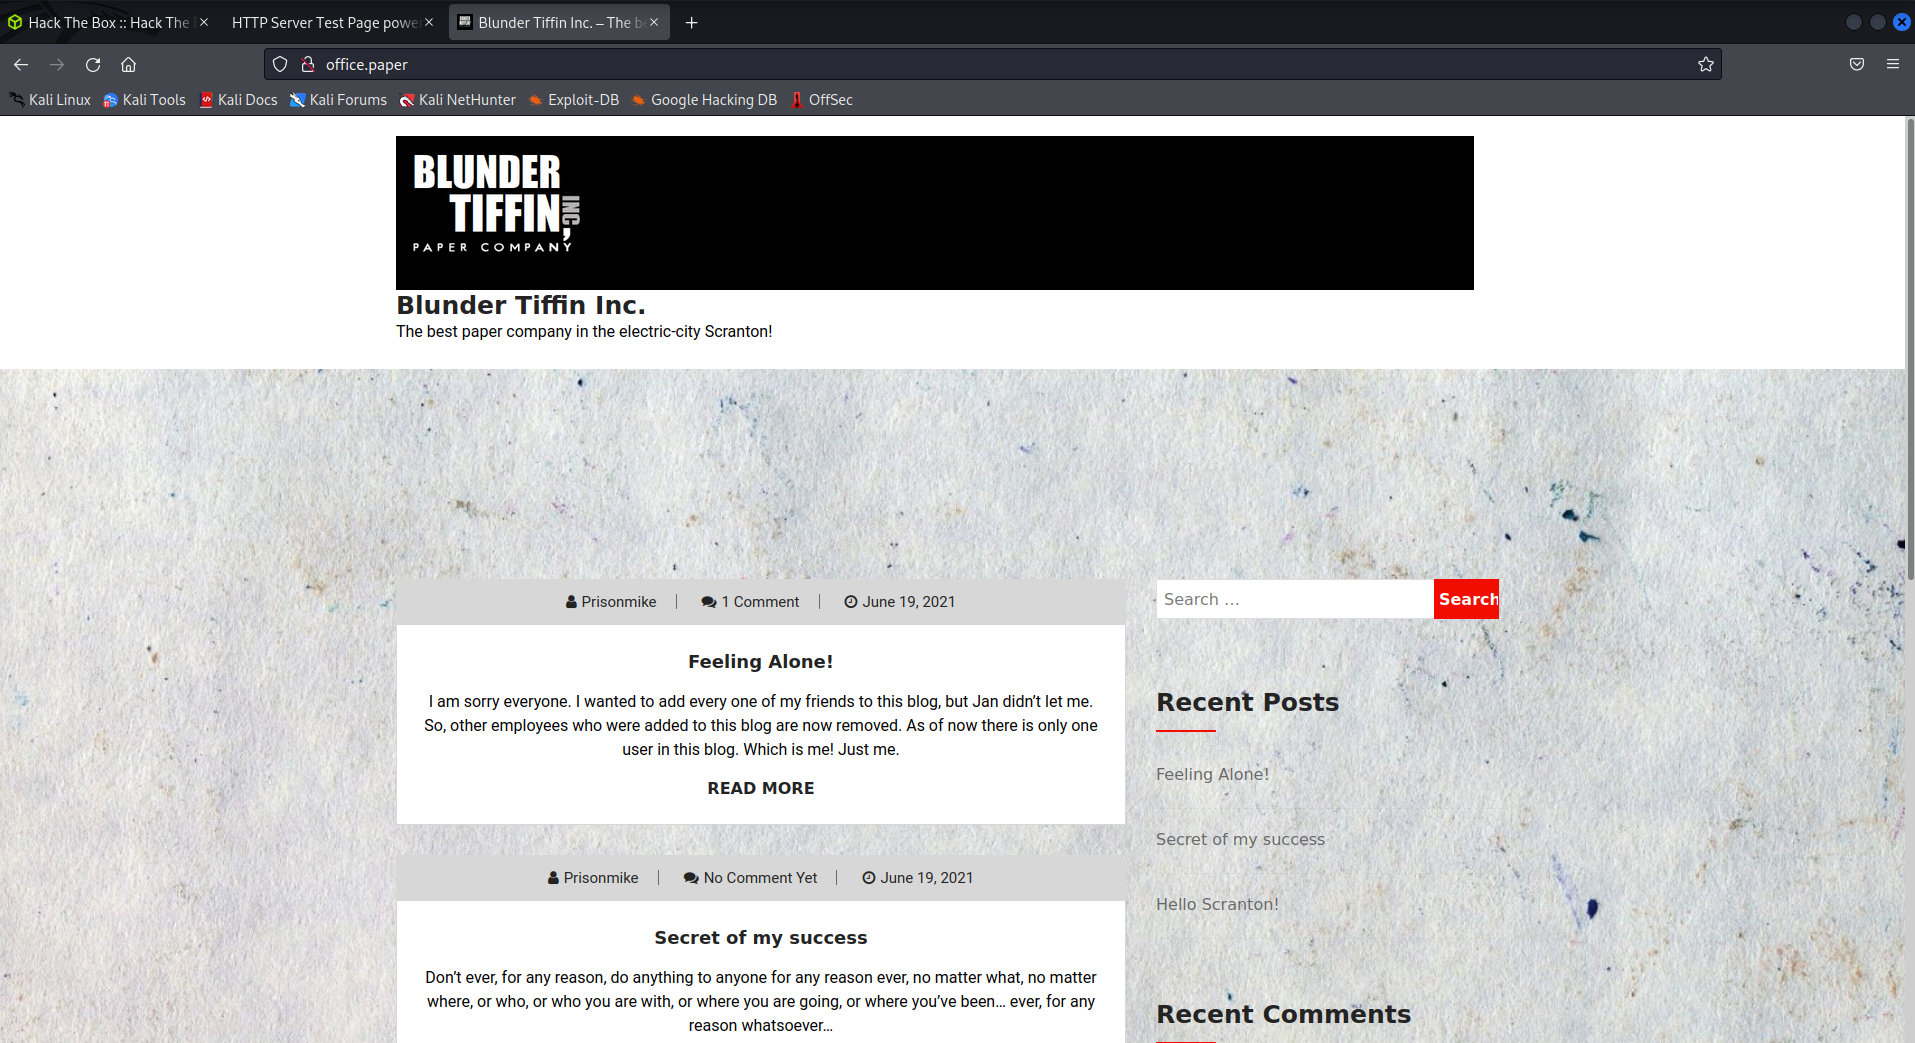 Hack The Box :: Hack The
HTTP Server Test Page powe
Blunder Tiffin Inc. – The b
office.paper
Kali Linux
Kali Tools
Kali Docs
Kali Forums
Kali NetHunter
Exploit-DB
Google Hacking DB
OffSec
BLUNDER
TIFFIN, INC
PAPER COMPANY
Blunder Tiffin Inc.
The best paper company in the electric-city Scranton!
Prisonmike
1 Comment
June 19, 2021
Feeling Alone!
I am sorry everyone. I wanted to add every one of my friends to this blog, but Jan didn’t let me.
So, other employees who were added to this blog are now removed. As of now there is only one
user in this blog. Which is me! Just me.
READ MORE
Prisonmike
No Comment Yet
June 19, 2021
Secret of my success
Don’t ever, for any reason, do anything to anyone for any reason ever, no matter what, no matter
where, or who, or who you are with, or where you are going, or where you’ve been… ever, for any
reason whatsoever…
Search …
Search
Recent Posts
Feeling Alone!
Secret of my success
Hello Scranton!
Recent Comments